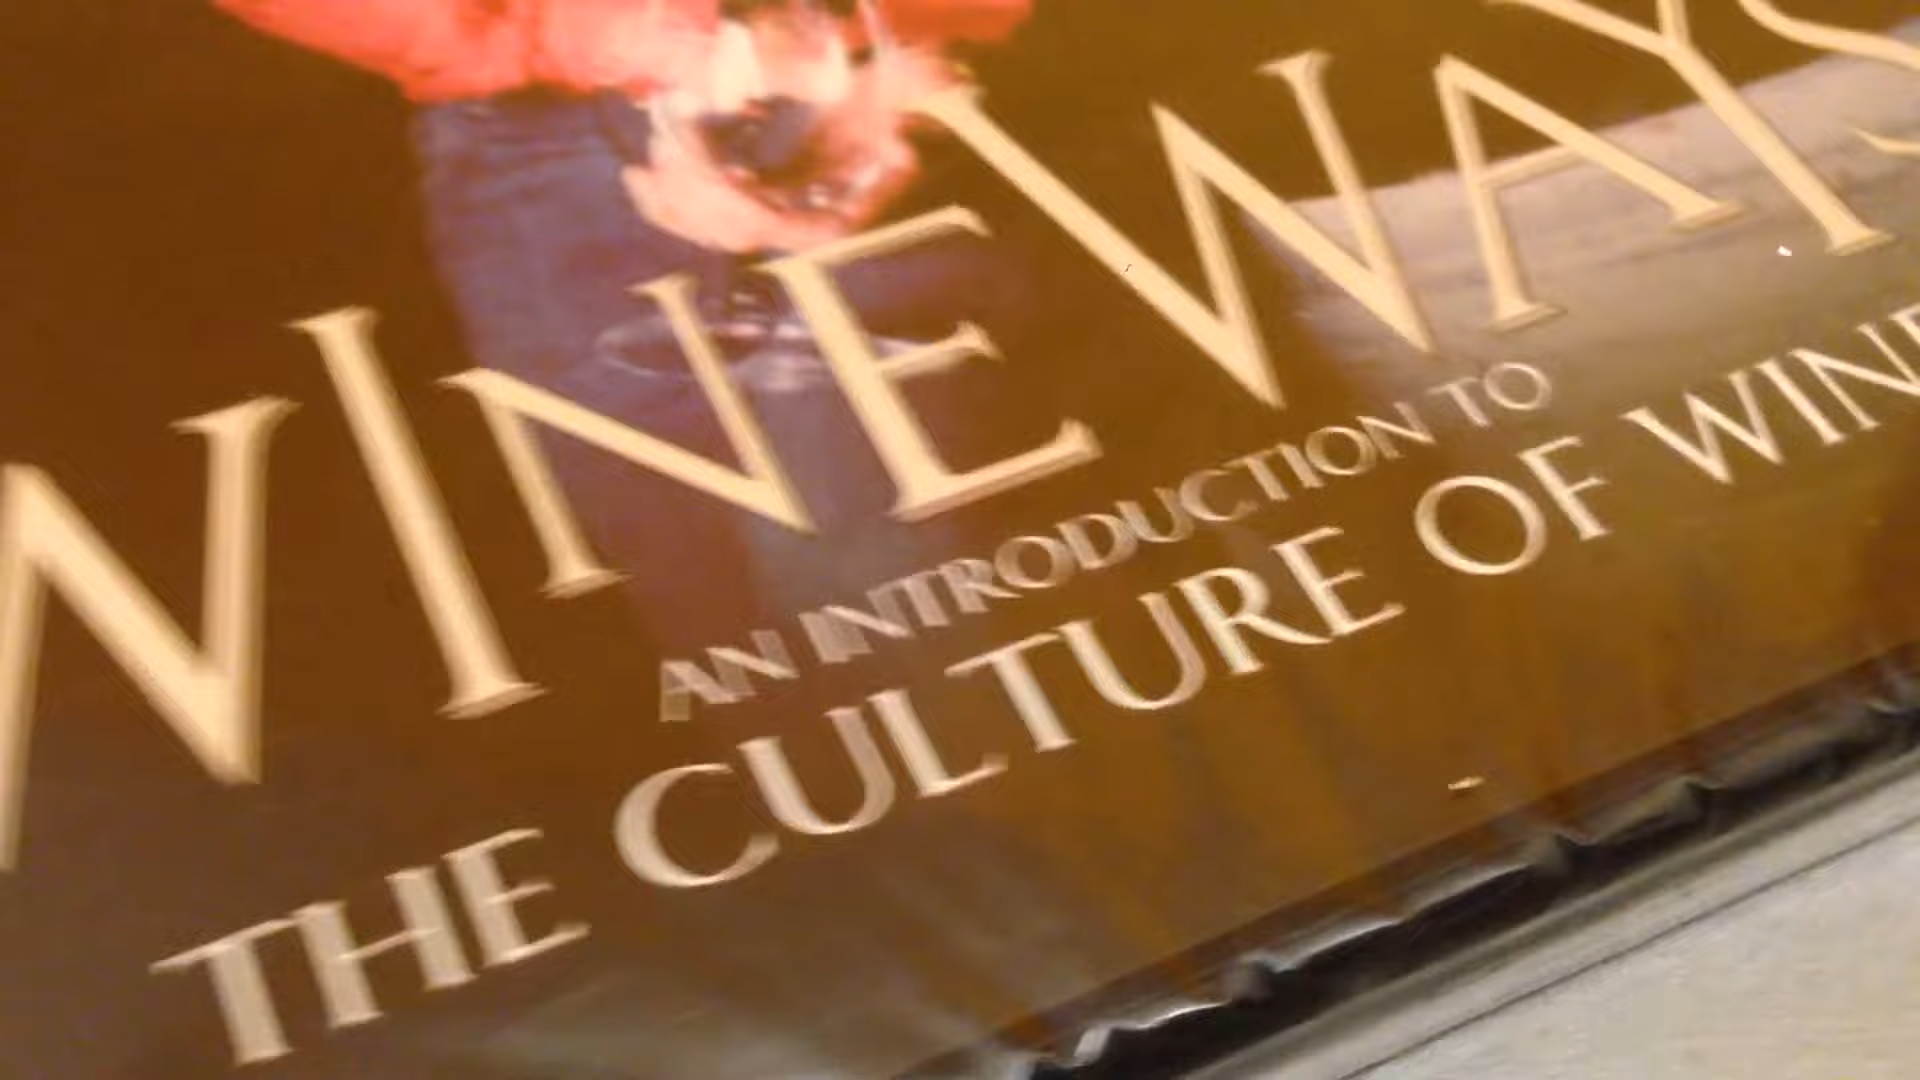 WINEWAYS
AN INTRODUCTION TO
THE CULTURE OF WINE